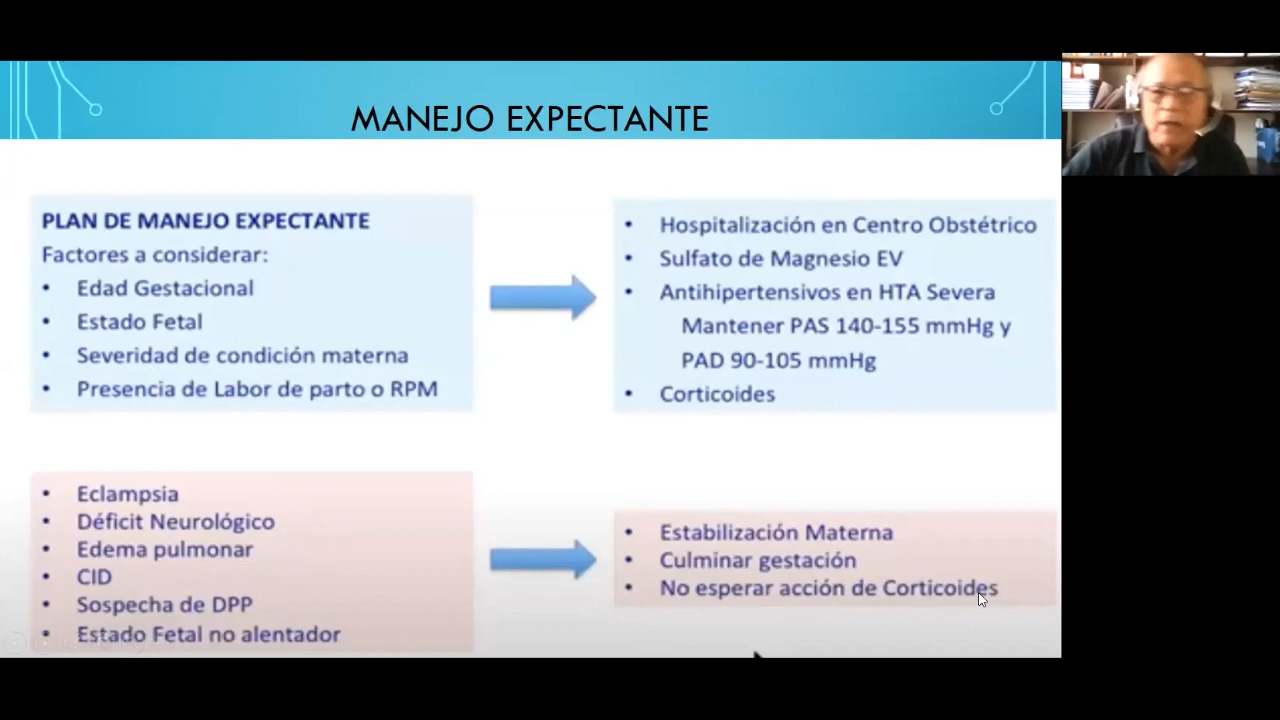 MANEJO EXPECTANTE
PLAN DE MANEJO EXPECTANTE
Factores a considerar:
• Edad Gestacional
• Estado Fetal
• Severidad de condición materna
• Presencia de Labor de parto o RPM
• Hospitalización en Centro Obstétrico
• Sulfato de Magnesio EV
• Antihipertensivos en HTA Severa
Mantener PAS 140-155 mmHg y
PAD 90-105 mmHg
• Corticoides
• Eclampsia
• Déficit Neurológico
• Edema pulmonar
• CID
• Sospecha de DPP
• Estado Fetal no alentador
• Estabilización Materna
• Culminar gestación
• No esperar acción de Corticoides